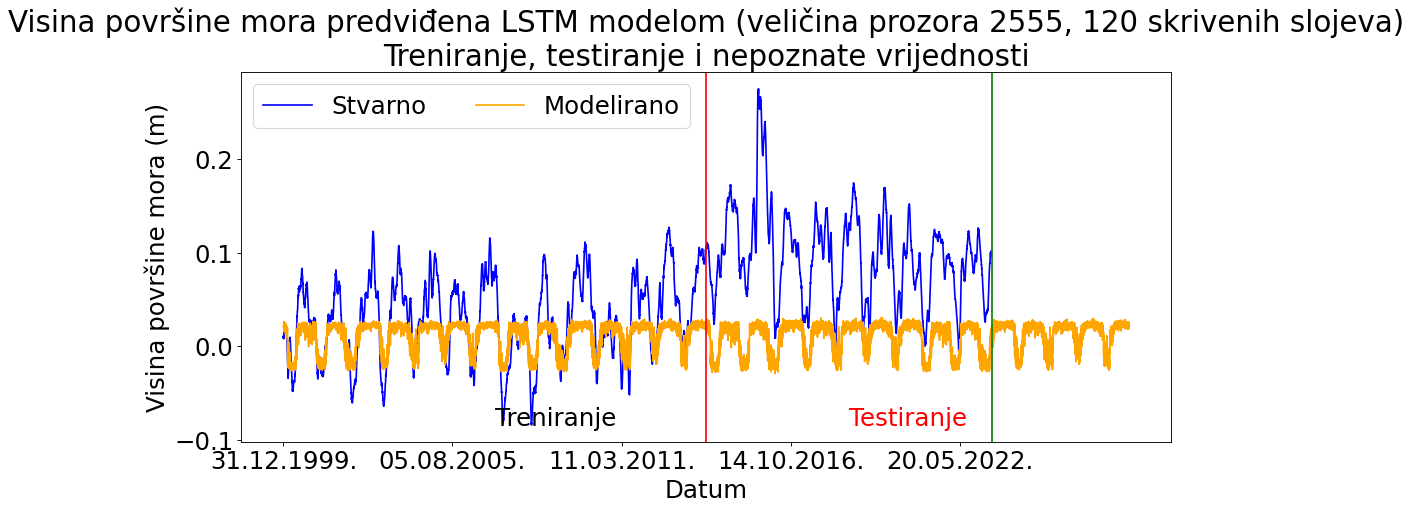 Visina površine mora predviđena LSTM modelom (veličina prozora 2555, 120 skrivenih slojeva)
Treniranje, testiranje i nepoznate vrijednosti
Stvarno
Modelirano
Visina površine mora (m)
0.2
0.1
0.0
−0.1
Treniranje
Testiranje
31.12.1999.
05.08.2005.
11.03.2011.
14.10.2016.
20.05.2022.
Datum